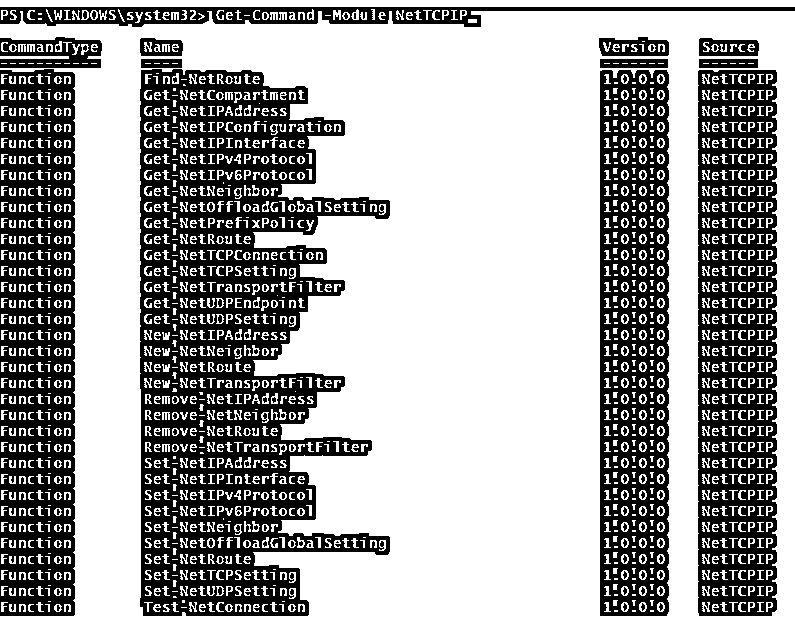 PS C:\WINDOWS\system32> Get-Command -Module NetTCPIP
CommandType Name Version Source
----------- ---- ------- ------
Function Find-NetRoute 1.0.0.0 NetTCPIP
Function Get-NetCompartment 1.0.0.0 NetTCPIP
Function Get-NetIPAddress 1.0.0.0 NetTCPIP
Function Get-NetIPConfiguration 1.0.0.0 NetTCPIP
Function Get-NetIPInterface 1.0.0.0 NetTCPIP
Function Get-NetIPv4Protocol 1.0.0.0 NetTCPIP
Function Get-NetIPv6Protocol 1.0.0.0 NetTCPIP
Function Get-NetNeighbor 1.0.0.0 NetTCPIP
Function Get-NetOffloadGlobalSetting 1.0.0.0 NetTCPIP
Function Get-NetPrefixPolicy 1.0.0.0 NetTCPIP
Function Get-NetRoute 1.0.0.0 NetTCPIP
Function Get-NetTCPConnection 1.0.0.0 NetTCPIP
Function Get-NetTCPSetting 1.0.0.0 NetTCPIP
Function Get-NetTransportFilter 1.0.0.0 NetTCPIP
Function Get-NetUDPEndpoint 1.0.0.0 NetTCPIP
Function Get-NetUDPSetting 1.0.0.0 NetTCPIP
Function New-NetIPAddress 1.0.0.0 NetTCPIP
Function New-NetNeighbor 1.0.0.0 NetTCPIP
Function New-NetRoute 1.0.0.0 NetTCPIP
Function New-NetTransportFilter 1.0.0.0 NetTCPIP
Function Remove-NetIPAddress 1.0.0.0 NetTCPIP
Function Remove-NetNeighbor 1.0.0.0 NetTCPIP
Function Remove-NetRoute 1.0.0.0 NetTCPIP
Function Remove-NetTransportFilter 1.0.0.0 NetTCPIP
Function Set-NetIPAddress 1.0.0.0 NetTCPIP
Function Set-NetIPInterface 1.0.0.0 NetTCPIP
Function Set-NetIPv4Protocol 1.0.0.0 NetTCPIP
Function Set-NetIPv6Protocol 1.0.0.0 NetTCPIP
Function Set-NetNeighbor 1.0.0.0 NetTCPIP
Function Set-NetOffloadGlobalSetting 1.0.0.0 NetTCPIP
Function Set-NetRoute 1.0.0.0 NetTCPIP
Function Set-NetTCPSetting 1.0.0.0 NetTCPIP
Function Set-NetUDPSetting 1.0.0.0 NetTCPIP
Function Test-NetConnection 1.0.0.0 NetTCPIP